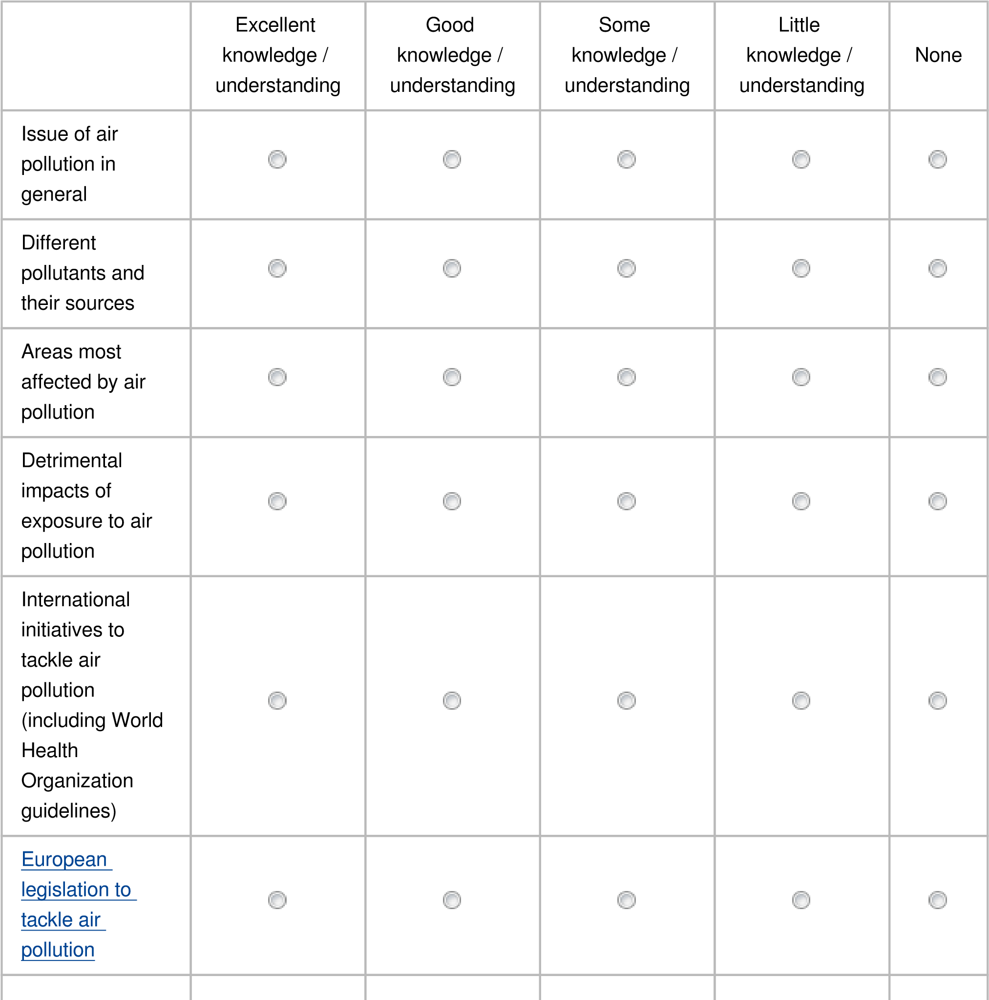 Excellent
knowledge /
understanding
Good
knowledge /
understanding
Some
knowledge /
understanding
Little
knowledge /
understanding
None
Issue of air
pollution in
general
Different
pollutants and
their sources
Areas most
affected by air
pollution
Detrimental
impacts of
exposure to air
pollution
International
initiatives to
tackle air
pollution
(including World
Health
Organization
guidelines)
European
legislation to
tackle air
pollution